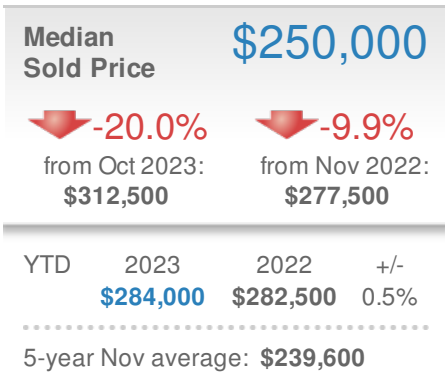 Median
Sold Price
$250,000
-20.0% -9.9%
from Oct 2023: from Nov 2022:
$312,500 $277,500
YTD 2023 2022 +/-
$284,000 $282,500 0.5%
5-year Nov average: $239,600